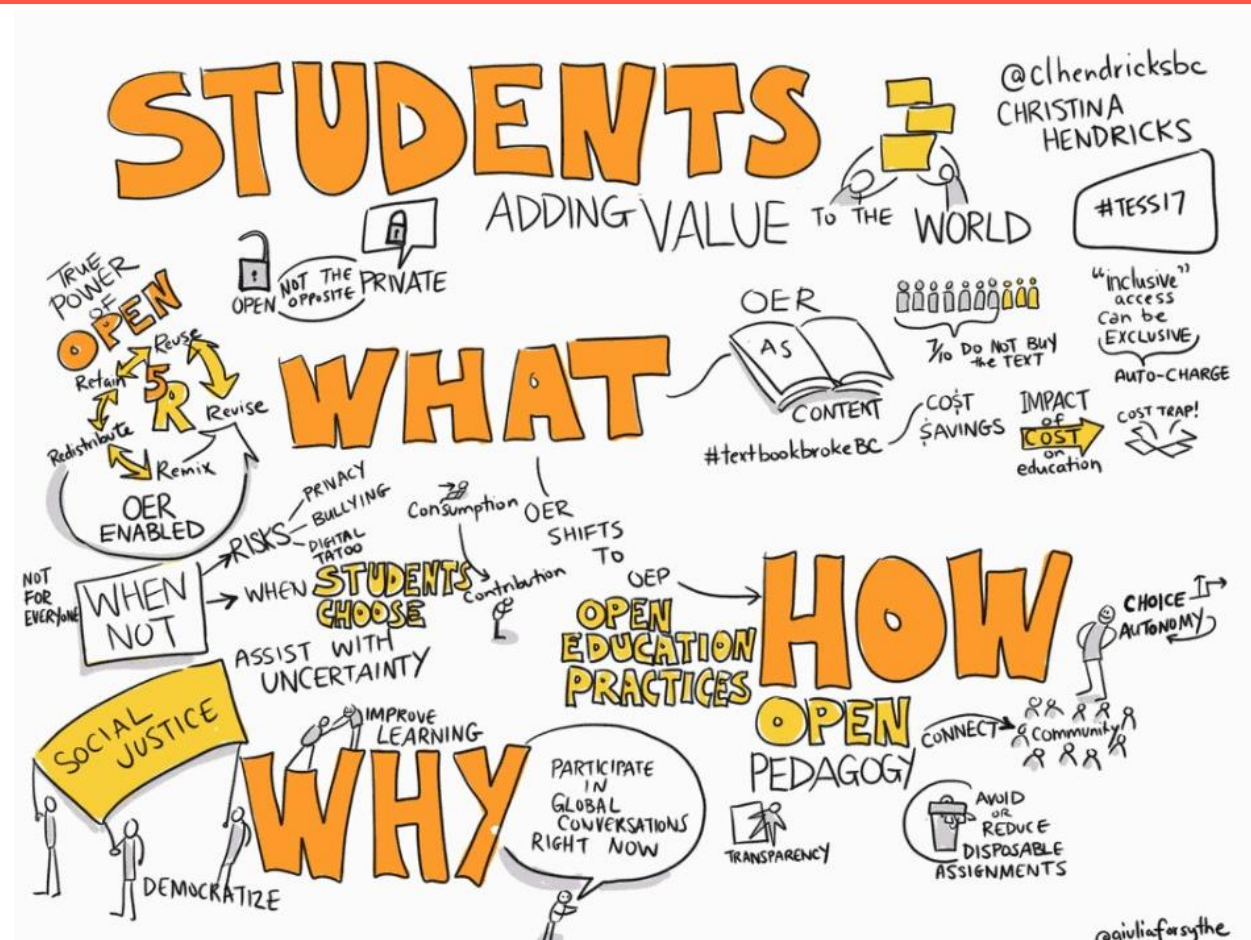 STUDENTS
ADDING VALUE TO THE WORLD
@clhendricksbc
CHRISTINA
HENDRICKS
#TESS17
OPEN NOT THE
OPPOSITE PRIVATE
TRUE
POWER
OF
OPEN
5R
Reuse
Revise
Remix
Redistribute
Retain
OER
ENABLED
WHAT
OER
AS
CONTENT
7/10 DO NOT BUY
the TEXT
"inclusive"
access
can be
EXCLUSIVE
AUTO-CHARGE
#textbookbrokeBC
CO$T
$AVINGS
IMPACT
of
COST
on
education
COST TRAP!
NOT
FOR
EVERYONE
WHEN
NOT
RISKS
PRIVACY
BULLYING
DIGITAL
TATOO
WHEN STUDENTS
CHOOSE
ASSIST WITH
UNCERTAINTY
Consumption
Contribution
OER
SHIFTS
TO
OEP
OPEN
EDUCATION
PRACTICES
HOW
CHOICE
AUTONOMY
OPEN
PEDAGOGY
CONNECT
Community
TRANSPARENCY
AVOID
OR
REDUCE
DISPOSABLE
ASSIGNMENTS
SOCIAL
JUSTICE
DEMOCRATIZE
WHY
IMPROVE
LEARNING
PARTICIPATE
IN
GLOBAL
CONVERSATIONS
RIGHT NOW
@giuliaforsythe